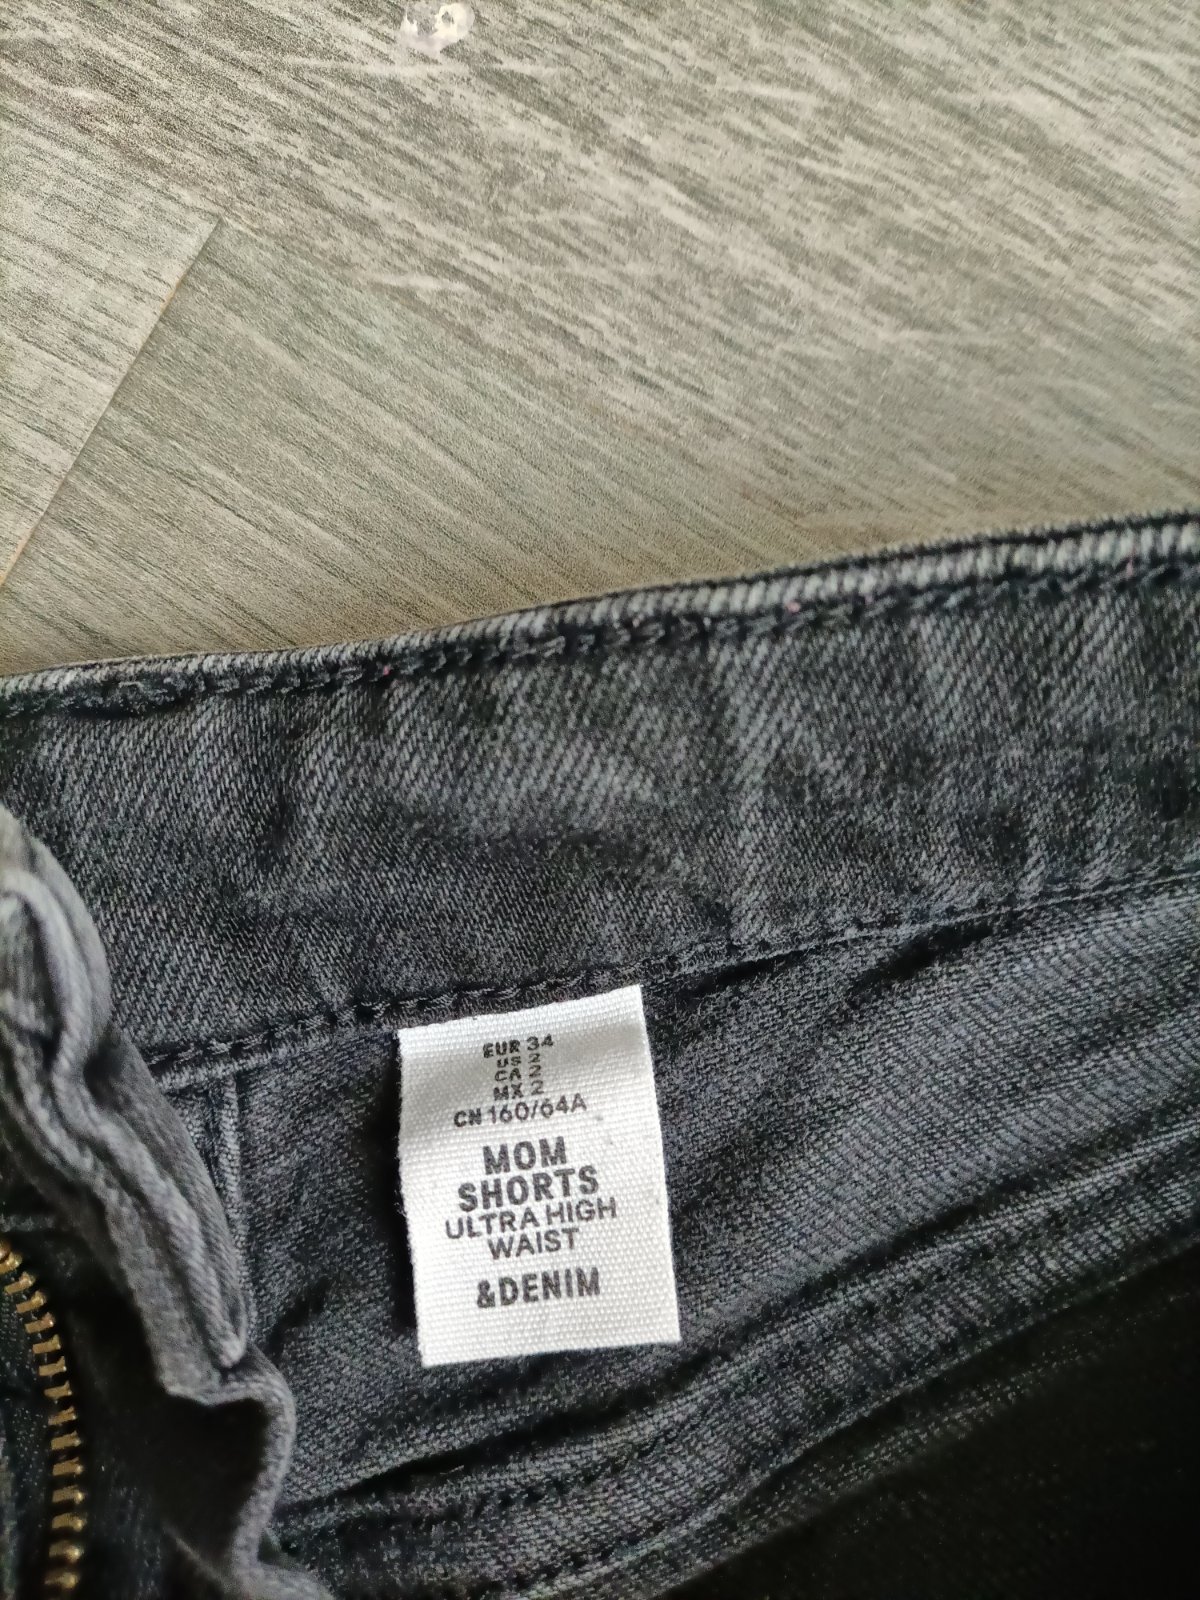 EUR 34
US 2
CA 2
MX 2
CN 160/64A
MOM
SHORTS
ULTRA HIGH
WAIST
&DENIM